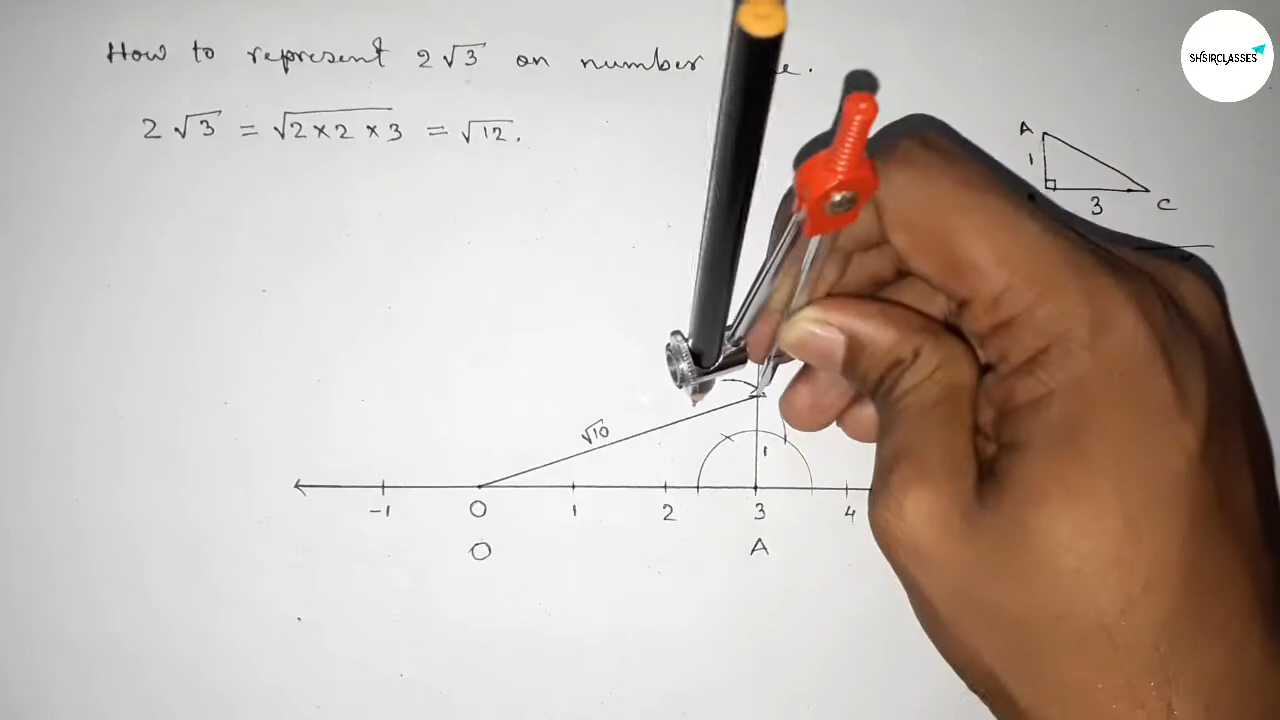 How to represent 2√3 on number
2√3 = √2×2×3 = √12.
SHSIRCLASSES
A
1
3 C
√10
1
-1 0 1 2 3 4
O A